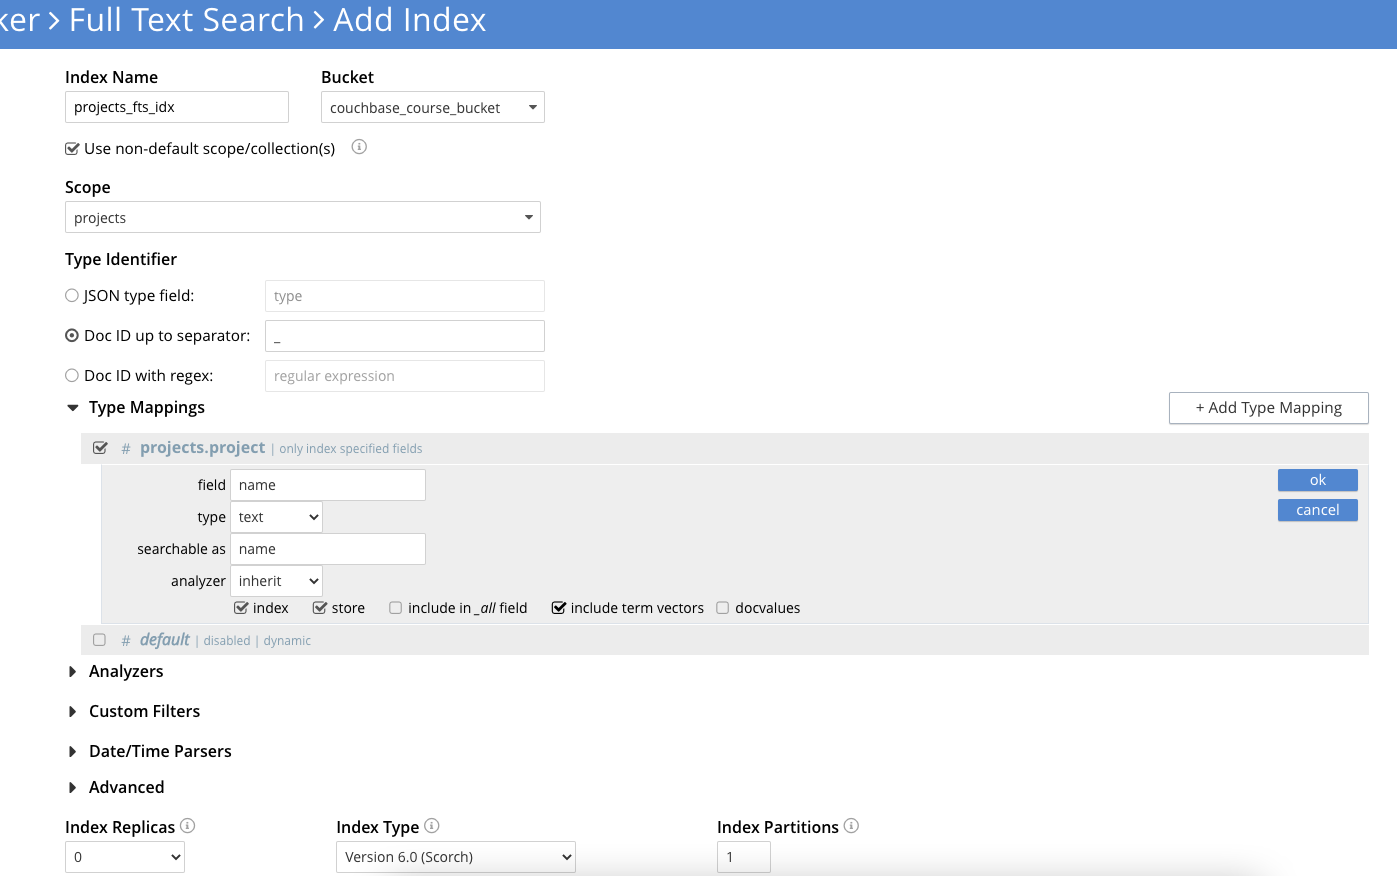 ker > Full Text Search > Add Index
Index Name Bucket
projects_fts_idx couchbase_course_bucket
Use non-default scope/collection(s)
Scope
projects
Type Identifier
JSON type field: type
Doc ID up to separator: _
Doc ID with regex: regular expression
Type Mappings + Add Type Mapping
# projects.project | only index specified fields
field name ok
type text cancel
searchable as name
analyzer inherit
index store include in _all field include term vectors docvalues
# default | disabled | dynamic
Analyzers
Custom Filters
Date/Time Parsers
Advanced
Index Replicas Index Type Index Partitions
0 Version 6.0 (Scorch) 1